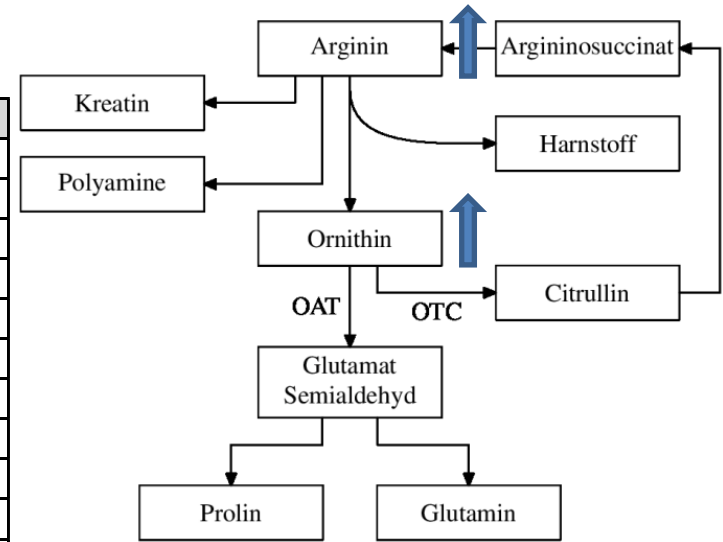 Arginin
Argininosuccinat
Kreatin
Harnstoff
Polyamine
Ornithin
Citrullin
OAT
OTC
Glutamat
Semialdehyd
Prolin
Glutamin